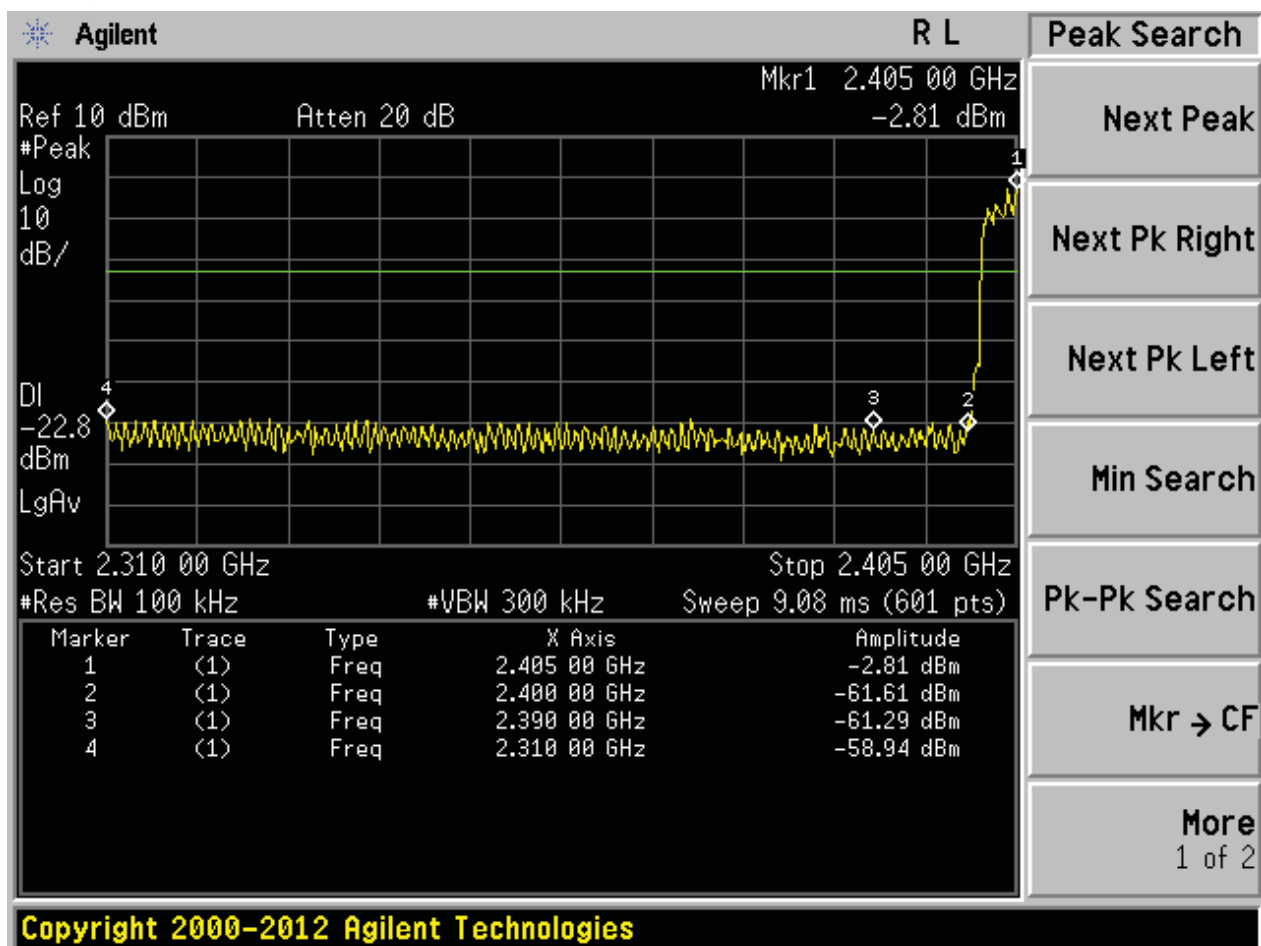 Agilent R L Peak Search
Mkr1 2.405 00 GHz
Ref 10 dBm Atten 20 dB -2.81 dBm
#Peak
Log
10
dB/
1
DI
-22.8
dBm
LgAv
4
3
2
Start 2.310 00 GHz Stop 2.405 00 GHz
#Res BW 100 kHz #VBW 300 kHz Sweep 9.08 ms (601 pts)
Marker Trace Type X Axis Amplitude
1 (1) Freq 2.405 00 GHz -2.81 dBm
2 (1) Freq 2.400 00 GHz -61.61 dBm
3 (1) Freq 2.390 00 GHz -61.29 dBm
4 (1) Freq 2.310 00 GHz -58.94 dBm
Next Peak
Next Pk Right
Next Pk Left
Min Search
Pk-Pk Search
Mkr → CF
More
1 of 2
Copyright 2000-2012 Agilent Technologies